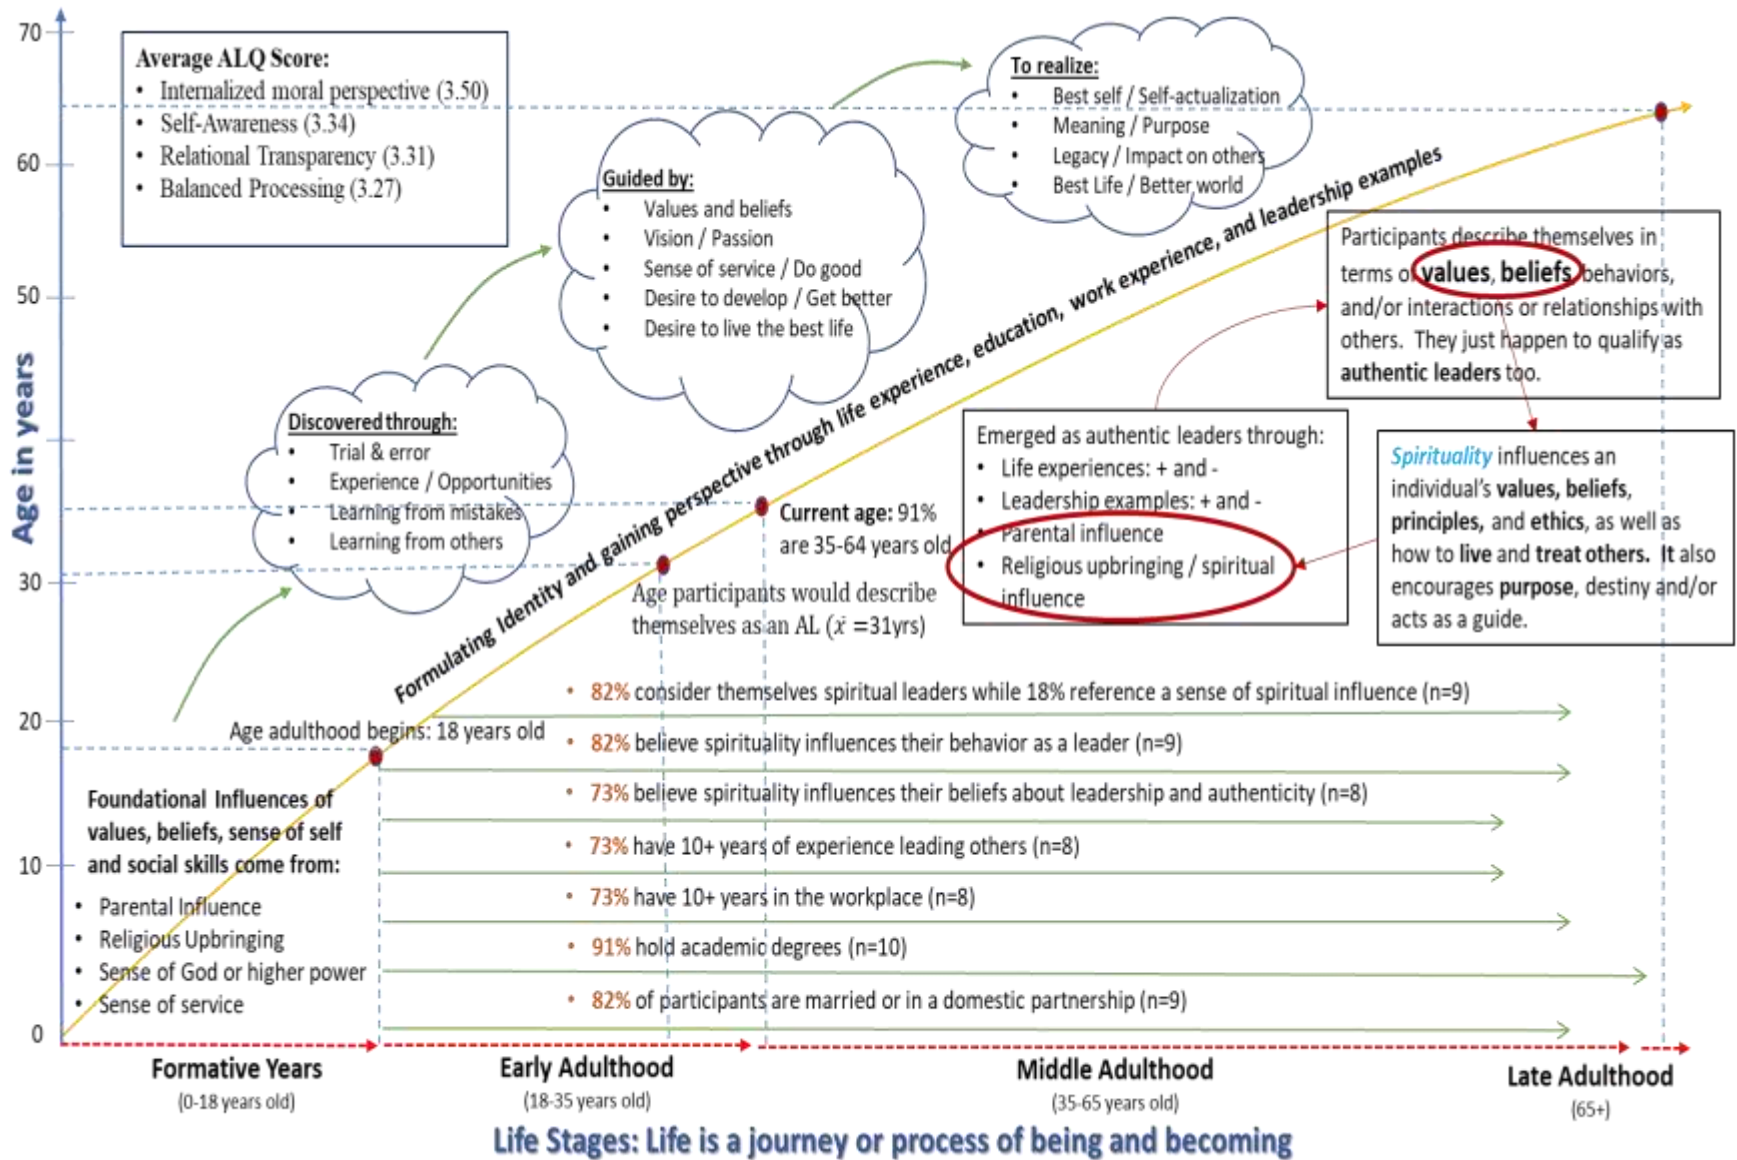 70
60
50
30
20
10
0
Age in years
Average ALQ Score:
• Internalized moral perspective (3.50)
• Self-Awareness (3.34)
• Relational Transparency (3.31)
• Balanced Processing (3.27)
To realize:
• Best self / Self-actualization
• Meaning / Purpose
• Legacy / Impact on others
• Best Life / Better world
Guided by:
• Values and beliefs
• Vision / Passion
• Sense of service / Do good
• Desire to develop / Get better
• Desire to live the best life
Discovered through:
• Trial & error
• Experience / Opportunities
• Learning from mistakes
• Learning from others
Formulating Identity and gaining perspective through life experience, education, work experience, and leadership examples
Participants describe themselves in
terms of values, beliefs, behaviors,
and/or interactions or relationships with
others. They just happen to qualify as
authentic leaders too.
Emerged as authentic leaders through:
• Life experiences: + and -
• Leadership examples: + and -
• Parental influence
• Religious upbringing / spiritual
influence
Spirituality influences an
individual's values, beliefs,
principles, and ethics, as well as
how to live and treat others. It also
encourages purpose, destiny and/or
acts as a guide.
Current age: 91%
are 35-64 years old
Age participants would describe
themselves as an AL (x̄ =31yrs)
Age adulthood begins: 18 years old
Foundational Influences of
values, beliefs, sense of self
and social skills come from:
• Parental Influence
• Religious Upbringing
• Sense of God or higher power
• Sense of service
• 82% consider themselves spiritual leaders while 18% reference a sense of spiritual influence (n=9)
• 82% believe spirituality influences their behavior as a leader (n=9)
• 73% believe spirituality influences their beliefs about leadership and authenticity (n=8)
• 73% have 10+ years of experience leading others (n=8)
• 73% have 10+ years in the workplace (n=8)
• 91% hold academic degrees (n=10)
• 82% of participants are married or in a domestic partnership (n=9)
Formative Years
(0-18 years old)
Early Adulthood
(18-35 years old)
Middle Adulthood
(35-65 years old)
Late Adulthood
(65+)
Life Stages: Life is a journey or process of being and becoming